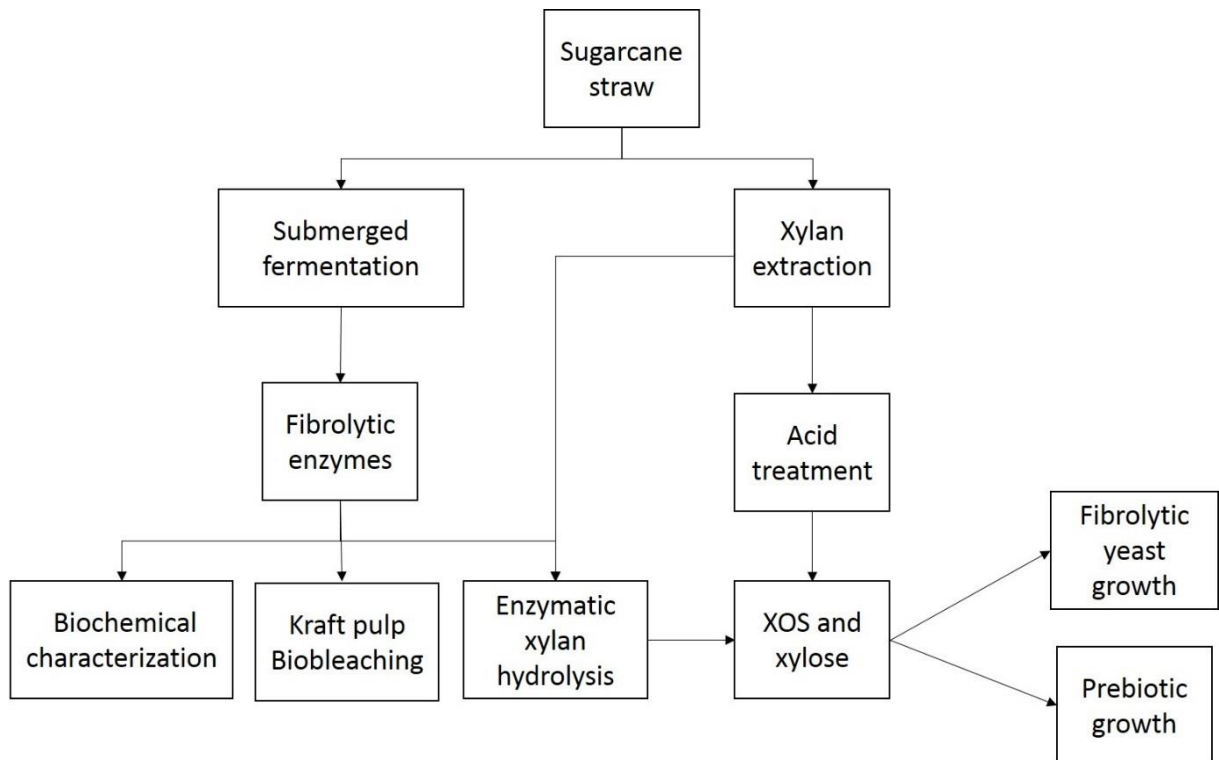 Sugarcane
straw
Submerged
fermentation
Xylan
extraction
Fibrolytic
enzymes
Acid
treatment
Fibrolytic
yeast
growth
Biochemical
characterization
Kraft pulp
Biobleaching
Enzymatic
xylan
hydrolysis
XOS and
xylose
Prebiotic
growth